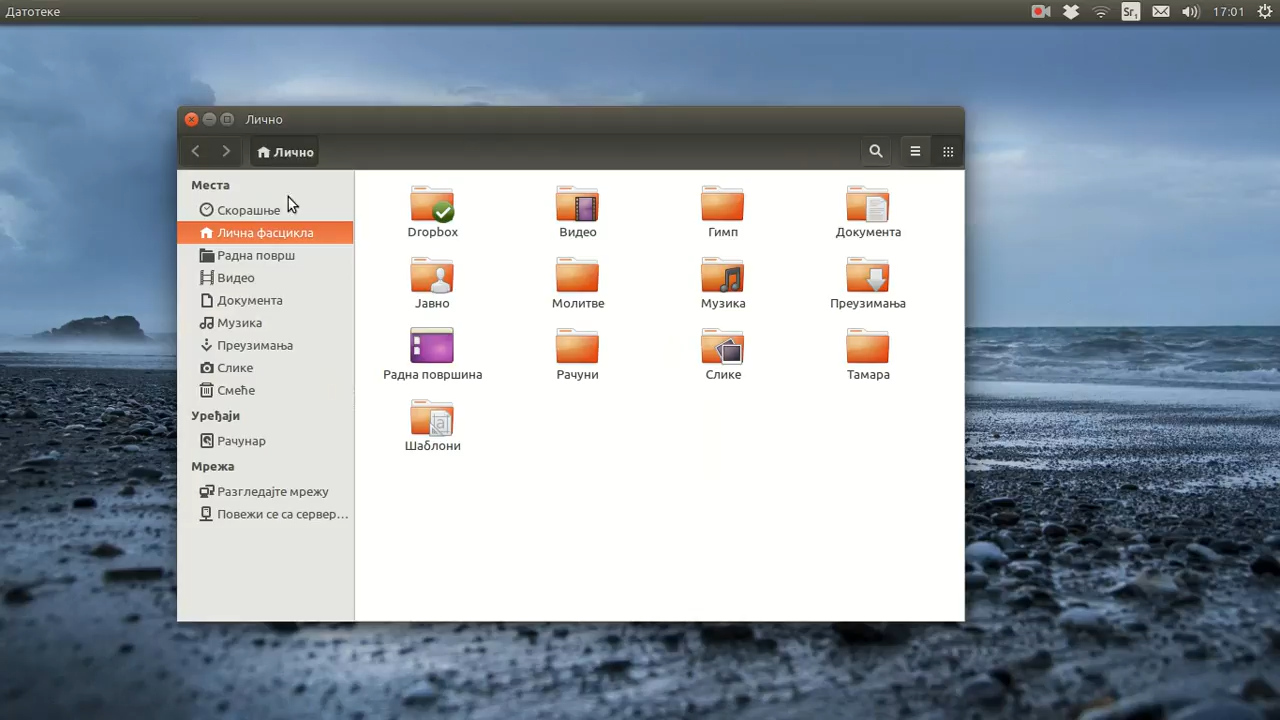 Датотеке
Sr₁
17:01
Лично
Лично
Места
Скорашње
Лична фасцикла
Радна површ
Видео
Документа
Музика
Преузимања
Слике
Смеће
Уређаји
Рачунар
Мрежа
Разгледајте мрежу
Повежи се са сервер…
Dropbox
Видео
Гимп
Документа
Јавно
Молитве
Музика
Преузимања
Радна површина
Рачуни
Слике
Тамара
Шаблони